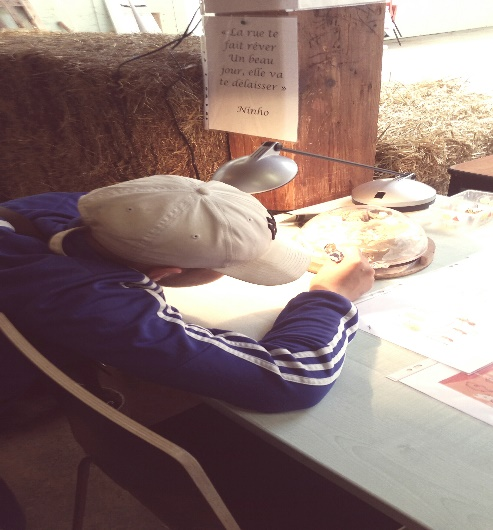 « La rue te
fait rêver
Un beau
jour, elle va
te délaisser »
Ninho